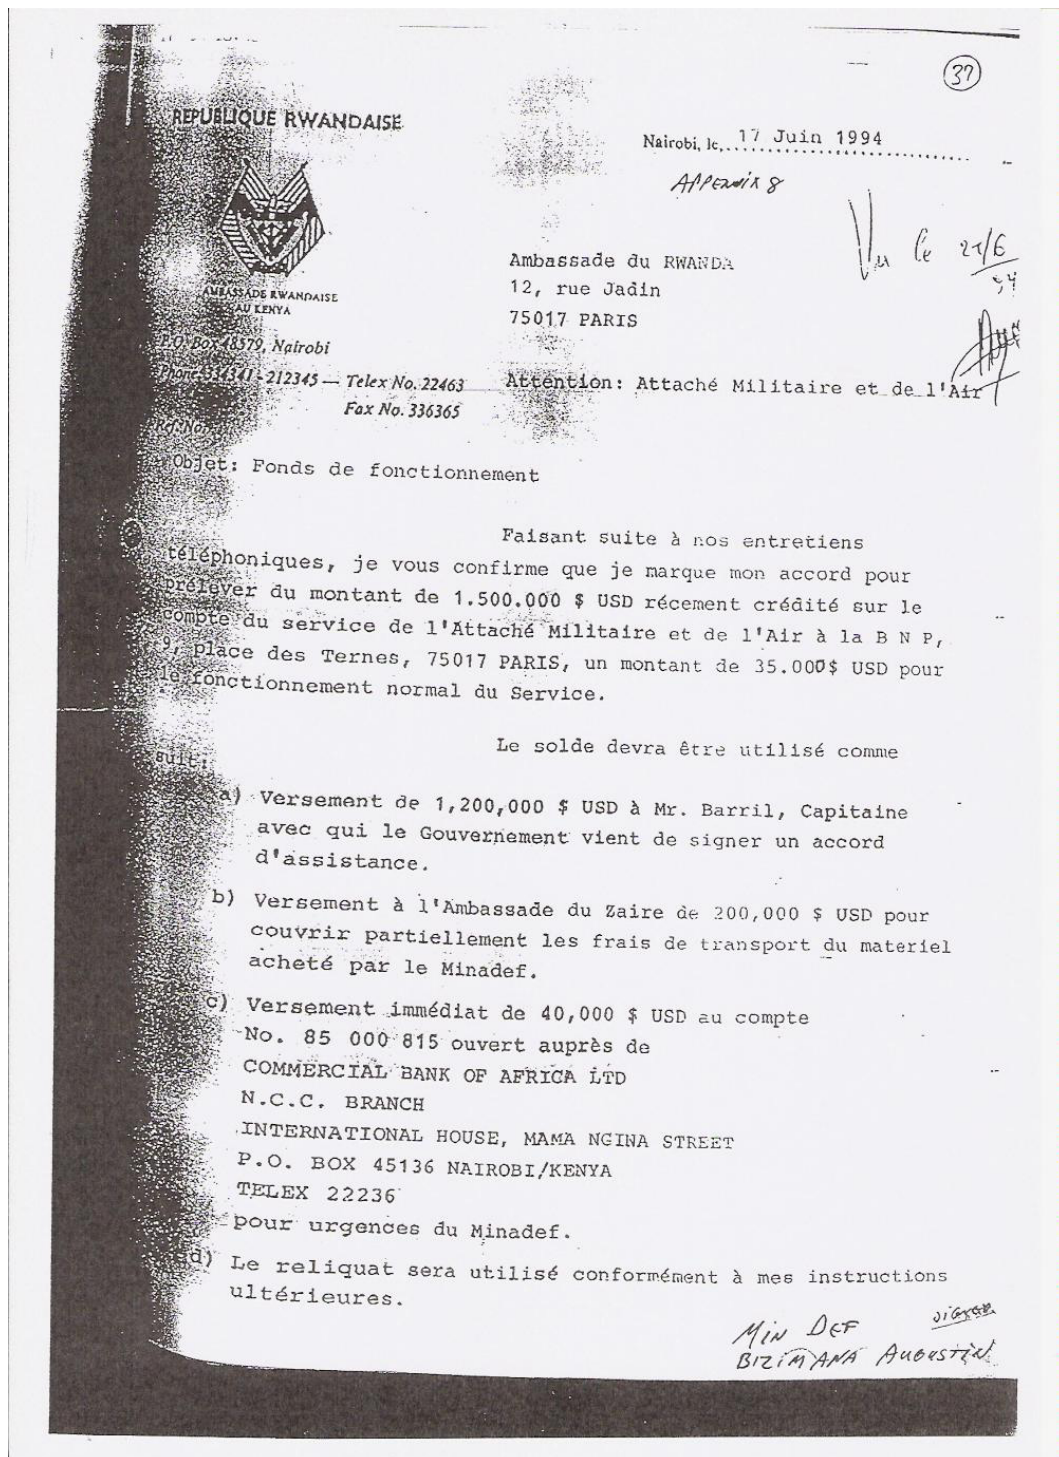 37
REPUBLIQUE RWANDAISE
Nairobi, le 17 Juin 1994
APPENDIX 8
Vu le 21/6
94
AMBASSADE RWANDAISE
AU KENYA
P.O. Box 48579, Nairobi
Phone 334341 - 212345 — Telex No. 22463
Fax No. 336365
Ref. No.
Ambassade du RWANDA
12, rue Jadin
75017 PARIS
Attention: Attaché Militaire et de l'Air
Objet: Fonds de fonctionnement
Faisant suite à nos entretiens
téléphoniques, je vous confirme que je marque mon accord pour
prélever du montant de 1.500.000 $ USD récement crédité sur le
compte du service de l'Attaché Militaire et de l'Air à la B N P,
9, place des Ternes, 75017 PARIS, un montant de 35.000$ USD pour
le fonctionnement normal du Service.
Le solde devra être utilisé comme
suit:
a) Versement de 1,200,000 $ USD à Mr. Barril, Capitaine
avec qui le Gouvernement vient de signer un accord
d'assistance.
b) Versement à l'Ambassade du Zaire de 200,000 $ USD pour
couvrir partiellement les frais de transport du materiel
acheté par le Minadef.
c) Versement immédiat de 40,000 $ USD au compte
No. 85 000 815 ouvert auprès de
COMMERCIAL BANK OF AFRICA LTD
N.C.C. BRANCH
INTERNATIONAL HOUSE, MAMA NGINA STREET
P.O. BOX 45136 NAIROBI/KENYA
TELEX 22236
pour urgences du Minadef.
d) Le reliquat sera utilisé conformément à mes instructions
ultérieures.
MIN DEF
BIZIMANA AUGUSTIN